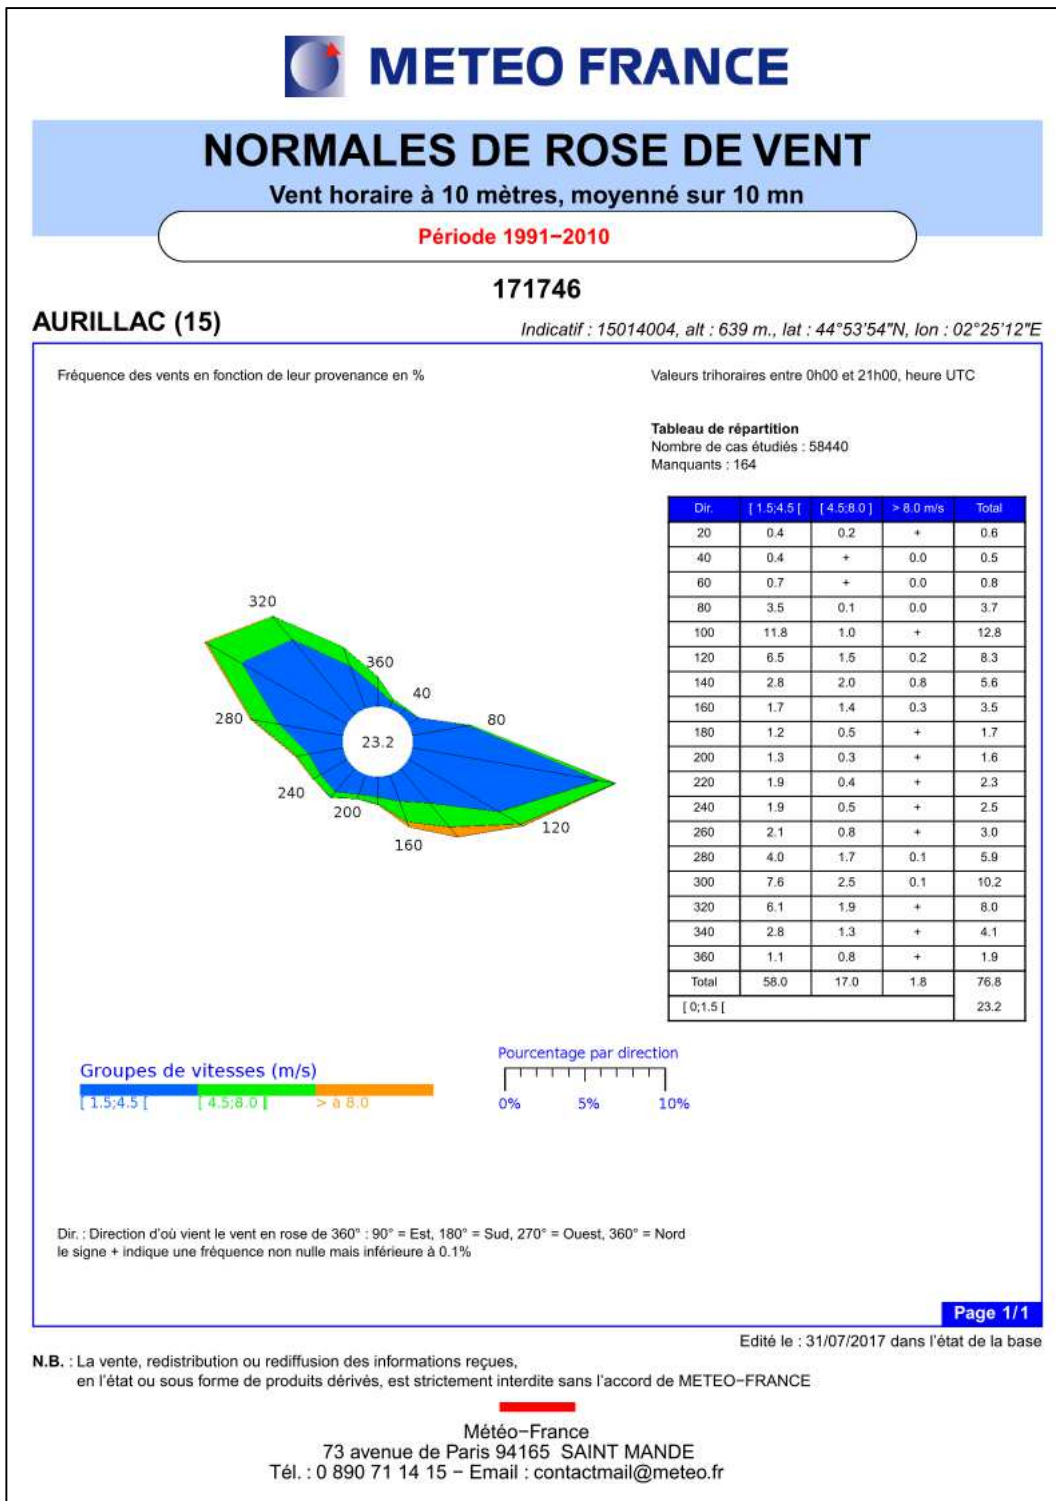 METEO FRANCE
NORMALES DE ROSE DE VENT
Vent horaire à 10 mètres, moyenné sur 10 mn
Période 1991−2010
171746
AURILLAC (15)
Indicatif : 15014004, alt : 639 m., lat : 44°53'54"N, lon : 02°25'12"E
Fréquence des vents en fonction de leur provenance en %
Valeurs trihoraires entre 0h00 et 21h00, heure UTC
Tableau de répartition
Nombre de cas étudiés : 58440
Manquants : 164
Dir. [ 1.5;4.5 [ [ 4.5;8.0 ] > 8.0 m/s Total
20 0.4 0.2 + 0.6
40 0.4 + 0.0 0.5
60 0.7 + 0.0 0.8
80 3.5 0.1 0.0 3.7
100 11.8 1.0 + 12.8
120 6.5 1.5 0.2 8.3
140 2.8 2.0 0.8 5.6
160 1.7 1.4 0.3 3.5
180 1.2 0.5 + 1.7
200 1.3 0.3 + 1.6
220 1.9 0.4 + 2.3
240 1.9 0.5 + 2.5
260 2.1 0.8 + 3.0
280 4.0 1.7 0.1 5.9
300 7.6 2.5 0.1 10.2
320 6.1 1.9 + 8.0
340 2.8 1.3 + 4.1
360 1.1 0.8 + 1.9
Total 58.0 17.0 1.8 76.8
[ 0;1.5 [ 23.2
320
360
40
280
80
23.2
240
200
120
160
Groupes de vitesses (m/s)
[ 1.5;4.5 [ [ 4.5;8.0 ] > à 8.0
Pourcentage par direction
0% 5% 10%
Dir. : Direction d'où vient le vent en rose de 360° : 90° = Est, 180° = Sud, 270° = Ouest, 360° = Nord
le signe + indique une fréquence non nulle mais inférieure à 0.1%
Page 1/1
Edité le : 31/07/2017 dans l'état de la base
N.B. : La vente, redistribution ou rediffusion des informations reçues,
en l'état ou sous forme de produits dérivés, est strictement interdite sans l'accord de METEO−FRANCE
Météo−France
73 avenue de Paris 94165 SAINT MANDE
Tél. : 0 890 71 14 15 − Email : contactmail@meteo.fr